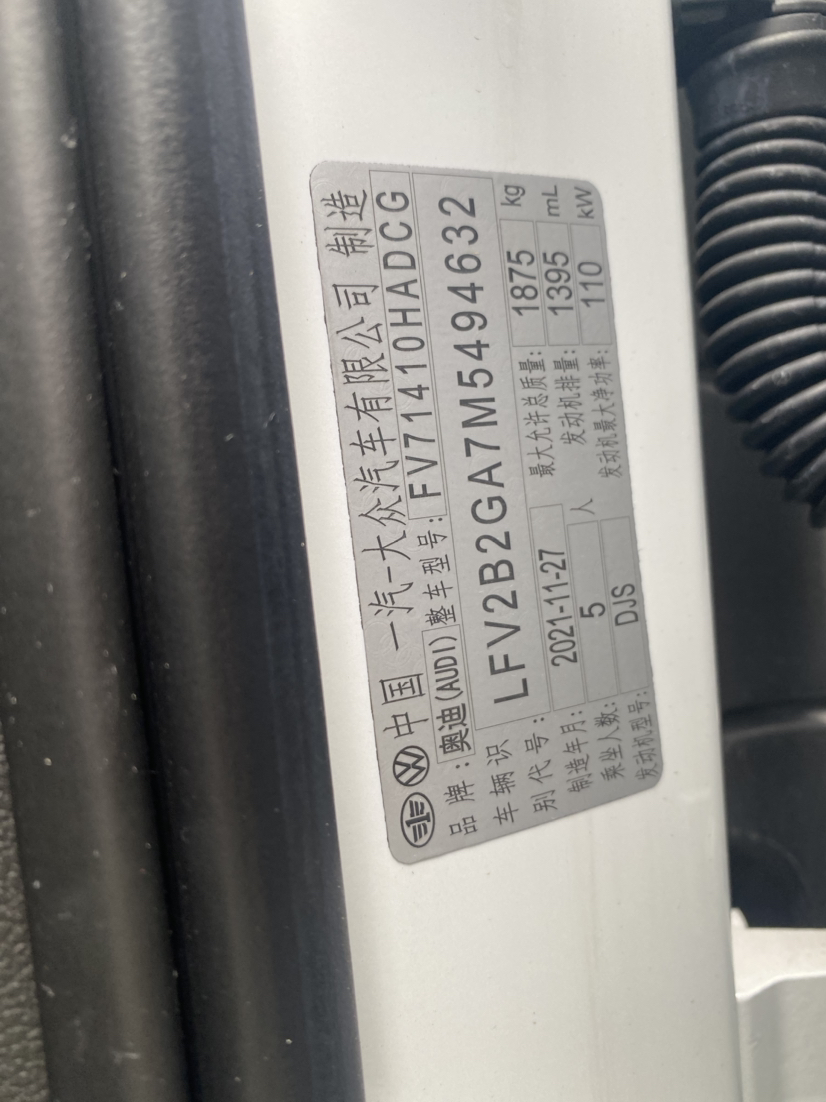 中国 一汽-大众汽车有限公司 制造
品牌:奥迪(AUDI) 整车型号:FV71410HADCG
车辆识别代号:LFV2B2GA7M5494632
制造年月:2021-11-27 最大允许总质量:1875 kg
乘坐人数:5 人 发动机排量:1395 mL
发动机型号:DJS 发动机最大净功率:110 kW